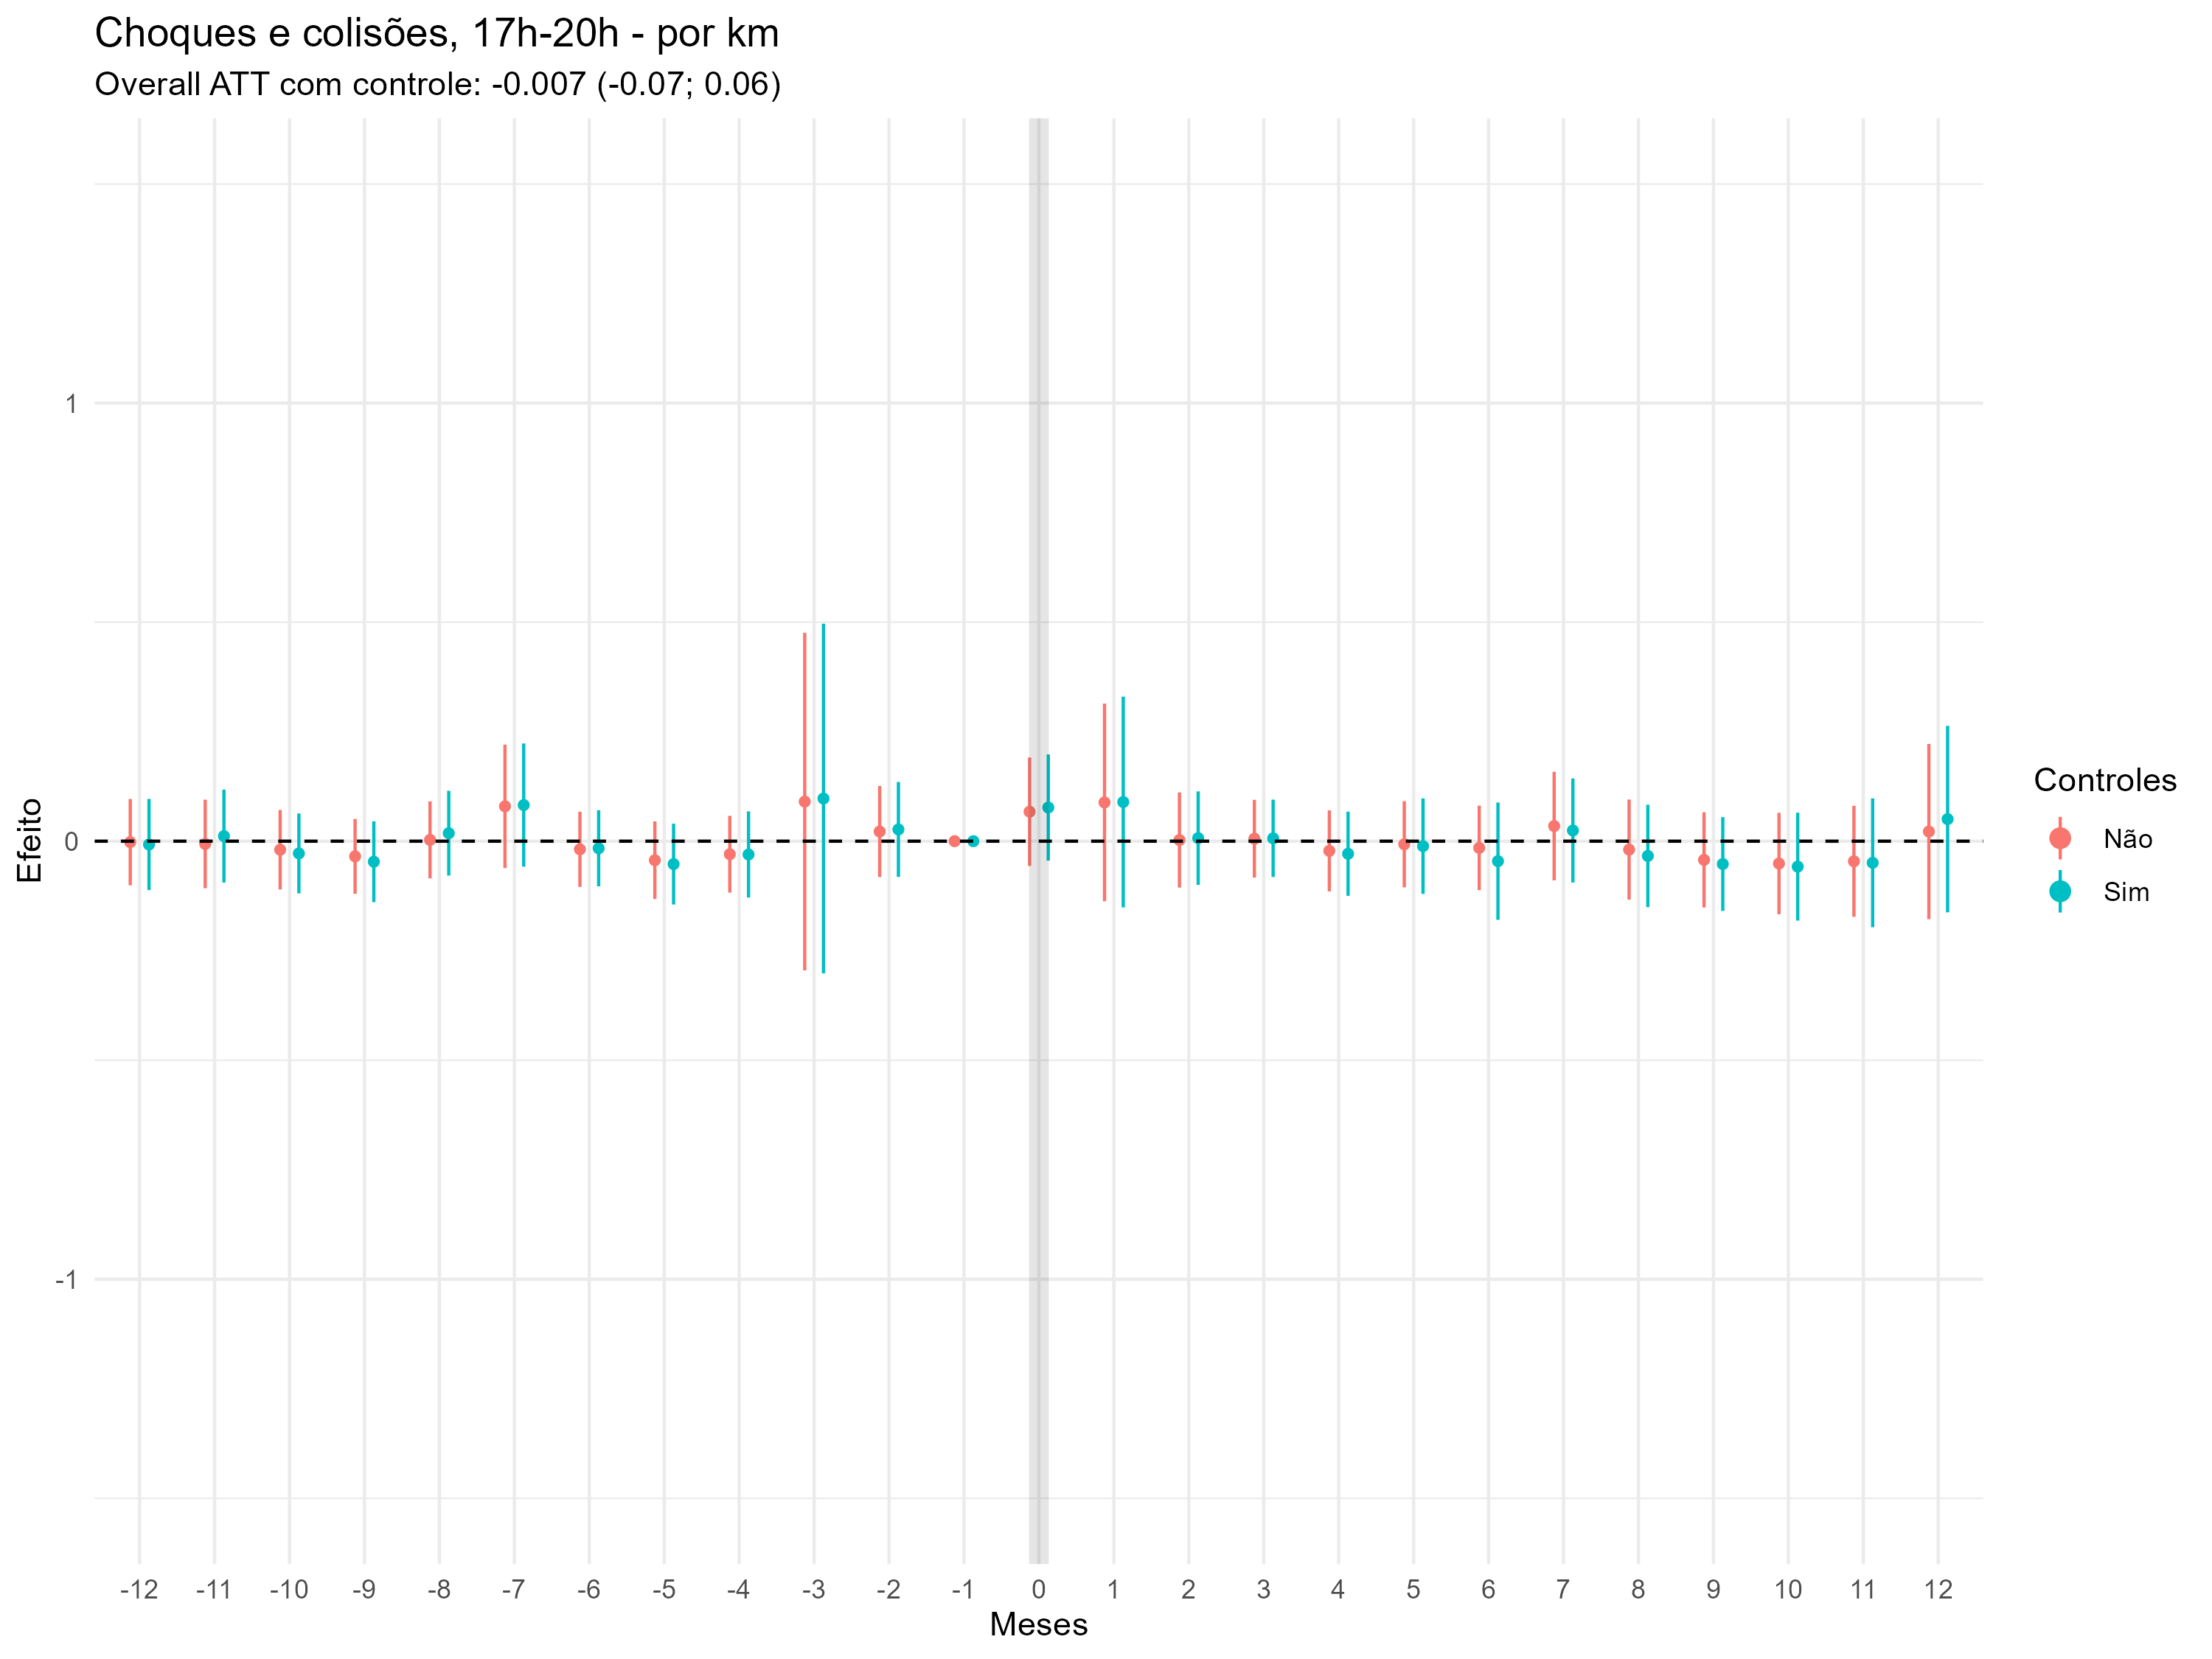 Choques e colisões, 17h-20h - por km
Overall ATT com controle: -0.007 (-0.07; 0.06)
Efeito
1
0
-1
-12 -11 -10 -9 -8 -7 -6 -5 -4 -3 -2 -1 0 1 2 3 4 5 6 7 8 9 10 11 12
Meses
Controles
Não
Sim